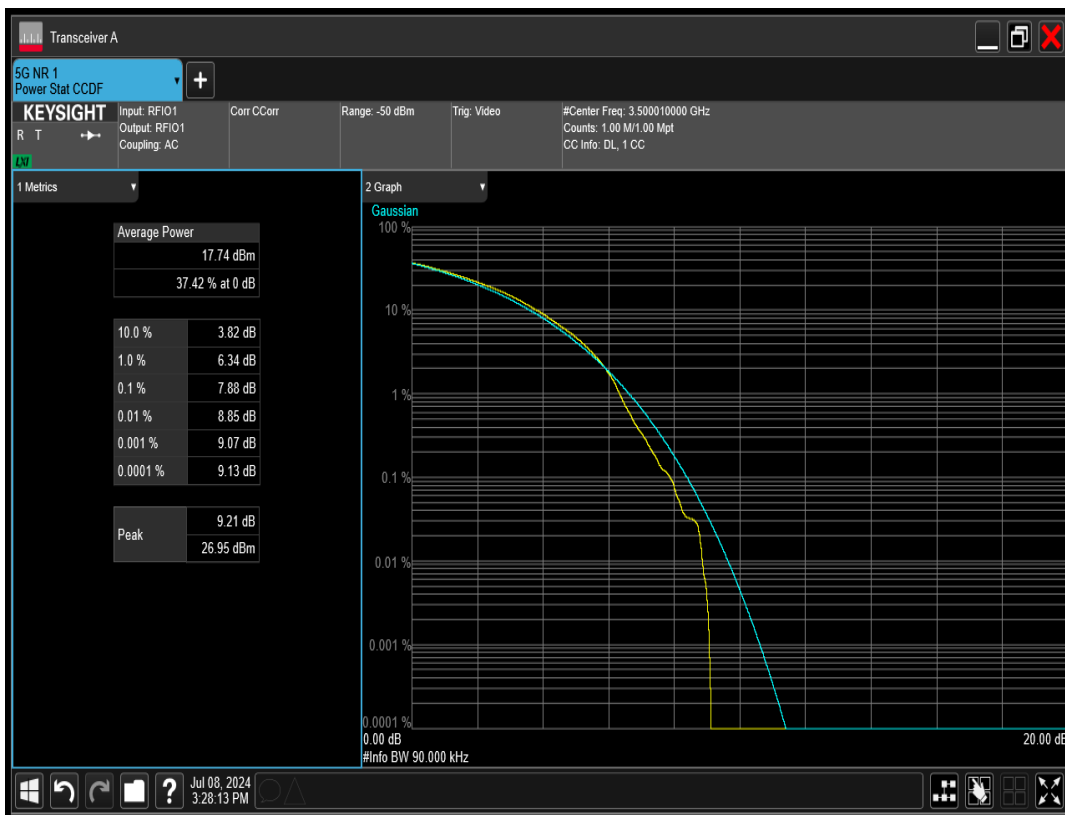 Transceiver A
5G NR 1
Power Stat CCDF
+
KEYSIGHT
R T
LXI
Input: RFIO1
Output: RFIO1
Coupling: AC
Corr CCorr
Range: -50 dBm
Trig: Video
#Center Freq: 3.500010000 GHz
Counts: 1.00 M/1.00 Mpt
CC Info: DL, 1 CC
1 Metrics
Average Power
17.74 dBm
37.42 % at 0 dB
10.0 % 3.82 dB
1.0 % 6.34 dB
0.1 % 7.88 dB
0.01 % 8.85 dB
0.001 % 9.07 dB
0.0001 % 9.13 dB
Peak
9.21 dB
26.95 dBm
2 Graph
Gaussian
100 %
10 %
1 %
0.1 %
0.01 %
0.001 %
0.0001 %
0.00 dB 20.00 dB
#Info BW 90.000 kHz
?
Jul 08, 2024
3:28:13 PM